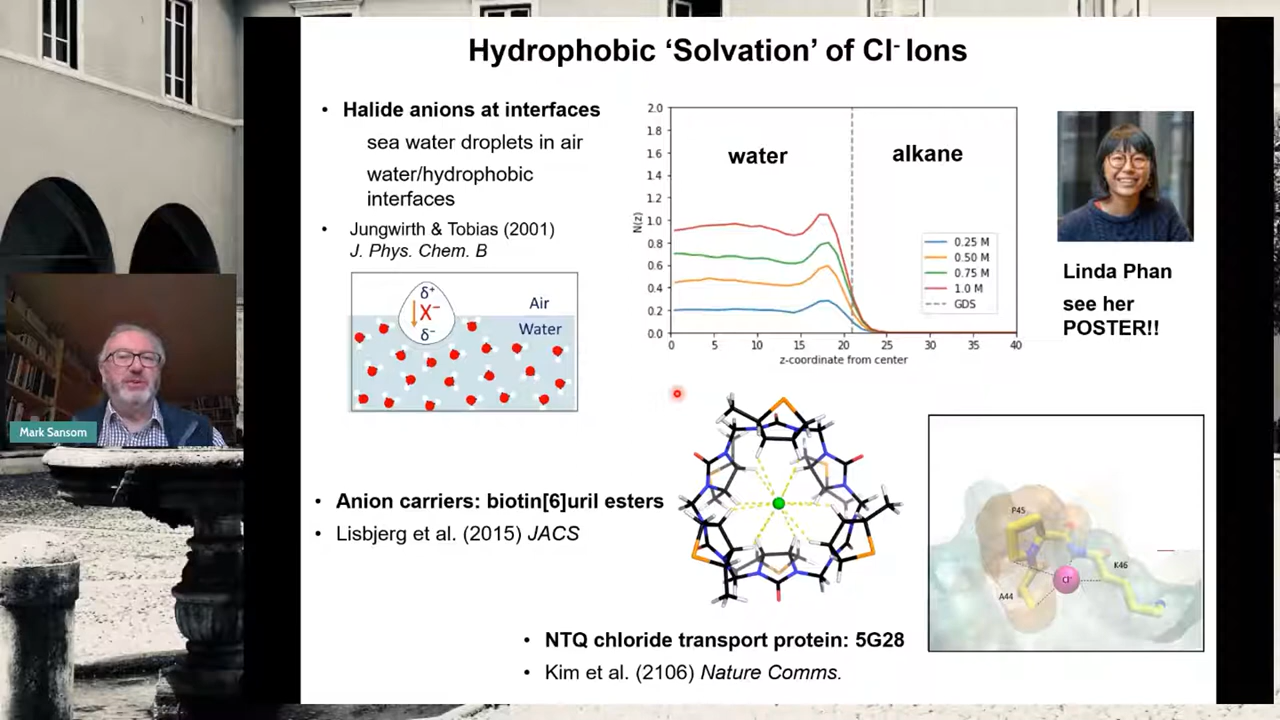 Hydrophobic ‘Solvation’ of Cl- Ions
• Halide anions at interfaces
sea water droplets in air
water/hydrophobic
interfaces
• Jungwirth & Tobias (2001)
J. Phys. Chem. B
δ+
X−
δ−
Air
Water
2.0
1.8
1.6
1.4
1.2
1.0
0.8
0.6
0.4
0.2
0.0
N(z)
water
alkane
0.25 M
0.50 M
0.75 M
1.0 M
GDS
0 5 10 15 20 25 30 35 40
z-coordinate from center
Linda Phan
see her
POSTER!!
Mark Sansom
• Anion carriers: biotin[6]uril esters
• Lisbjerg et al. (2015) JACS
P45
Cl-
K46
A44
• NTQ chloride transport protein: 5G28
• Kim et al. (2106) Nature Comms.